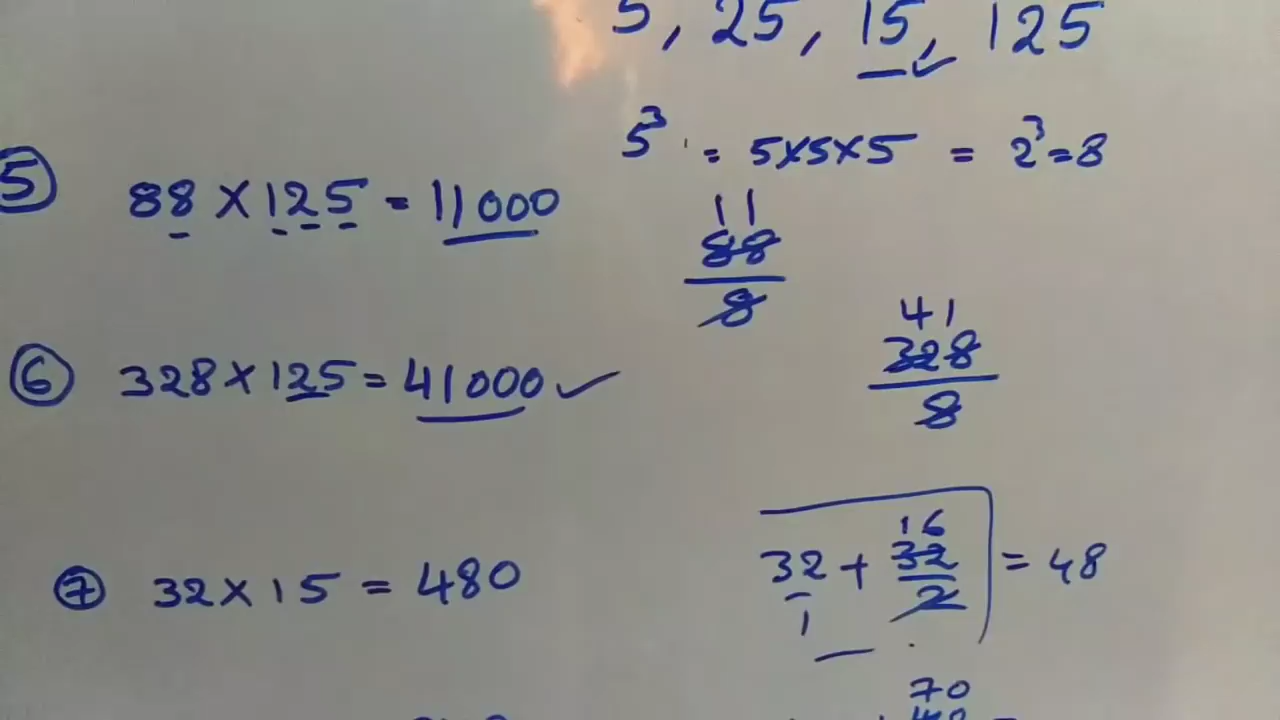 5, 25, 15, 125
5³ = 5×5×5 = 2³=8
⑤ 88 × 125 = 11000
11
88
8
41
328
8
⑥ 328 × 125 = 41000 ✓
16
⑦ 32 × 15 = 480
32 + 32 = 48
1 2
70